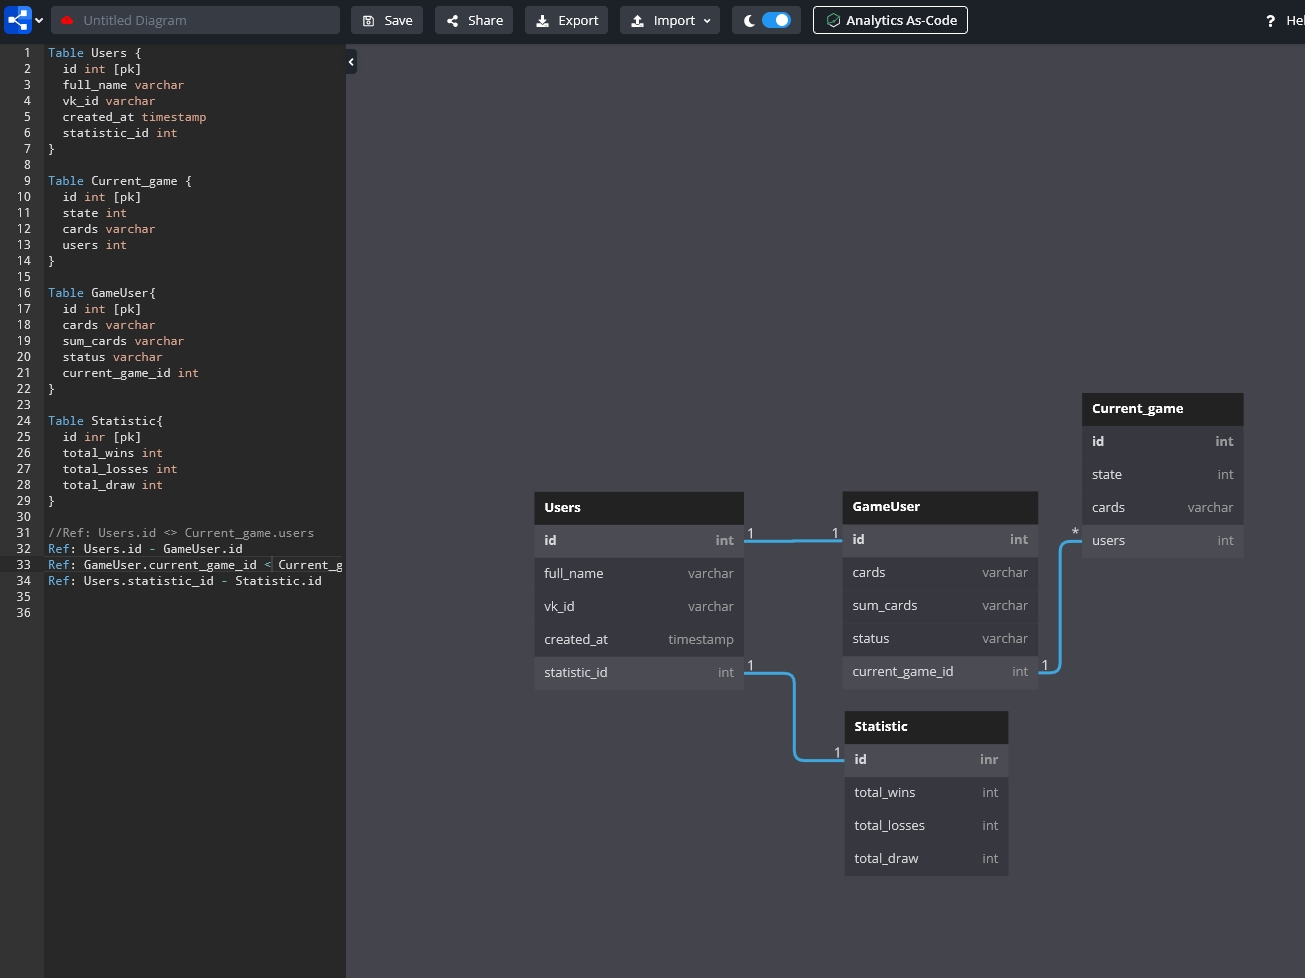 Untitled Diagram
Save
Share
Export
Import
Analytics As-Code
?
1 Table Users {
2 id int [pk]
3 full_name varchar
4 vk_id varchar
5 created_at timestamp
6 statistic_id int
7 }
8
9 Table Current_game {
10 id int [pk]
11 state int
12 cards varchar
13 users int
14 }
15
16 Table GameUser{
17 id int [pk]
18 cards varchar
19 sum_cards varchar
20 status varchar
21 current_game_id int
22 }
23
24 Table Statistic{
25 id inr [pk]
26 total_wins int
27 total_losses int
28 total_draw int
29 }
30
31 //Ref: Users.id <> Current_game.users
32 Ref: Users.id - GameUser.id
33 Ref: GameUser.current_game_id < Current_g
34 Ref: Users.statistic_id - Statistic.id
35
36
Users
id int
full_name varchar
vk_id varchar
created_at timestamp
statistic_id int
1 1
1 1
GameUser
id int
cards varchar
sum_cards varchar
status varchar
current_game_id int
1 *
Current_game
id int
state int
cards varchar
users int
Statistic
id inr
total_wins int
total_losses int
total_draw int